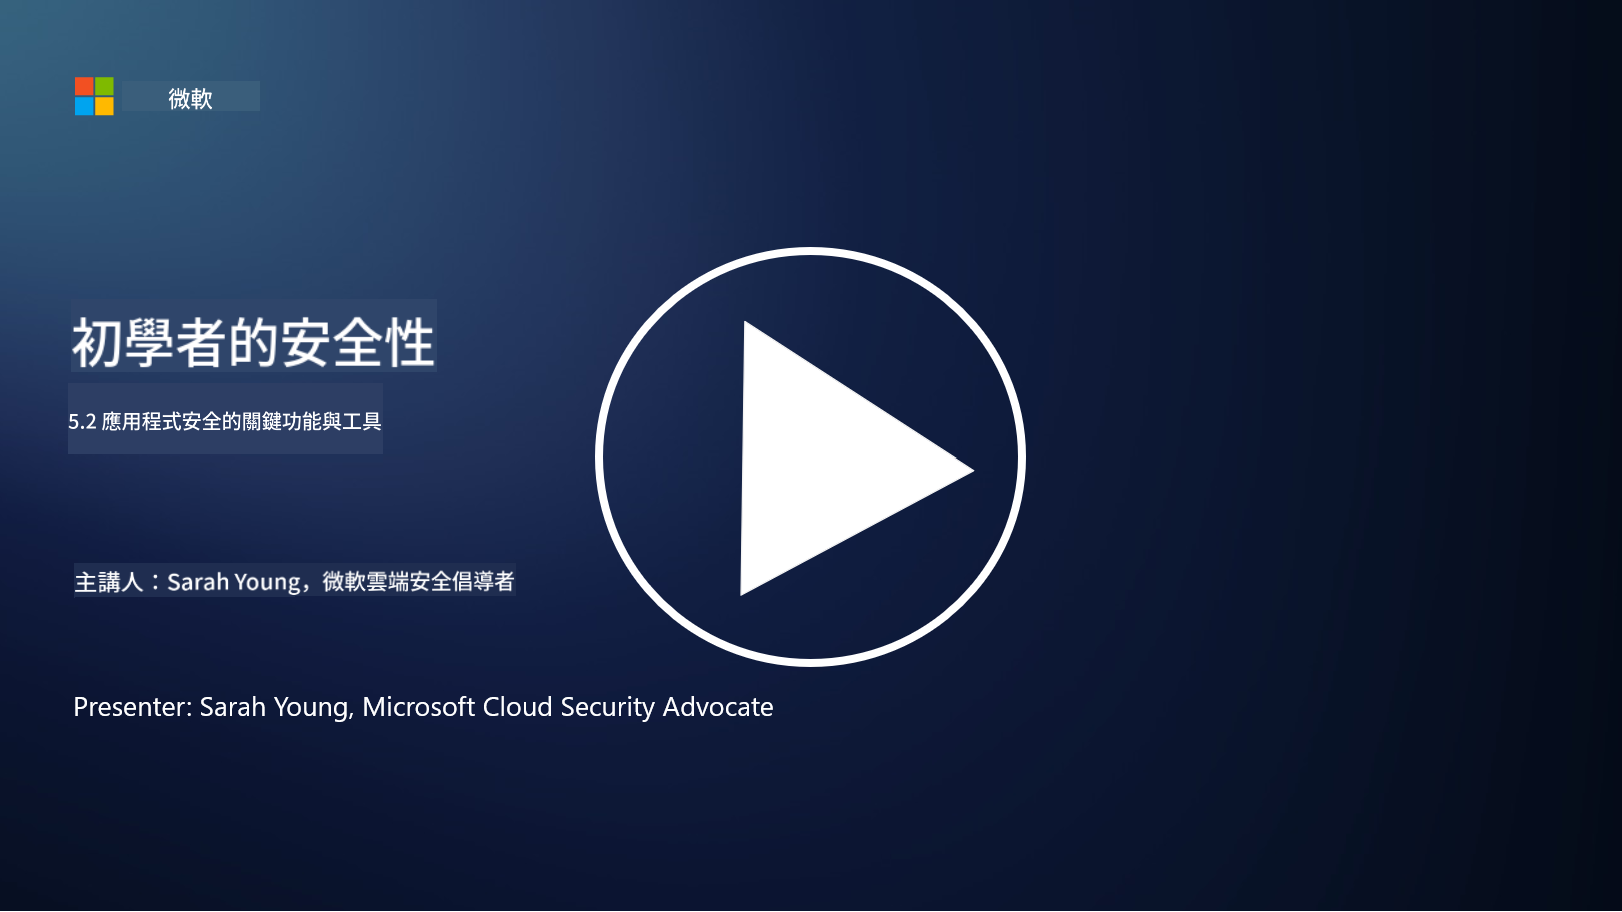 微軟
初學者的安全性
5.2 應用程式安全的關鍵功能與工具
主講人：Sarah Young，微軟雲端安全倡導者
Presenter: Sarah Young, Microsoft Cloud Security Advocate